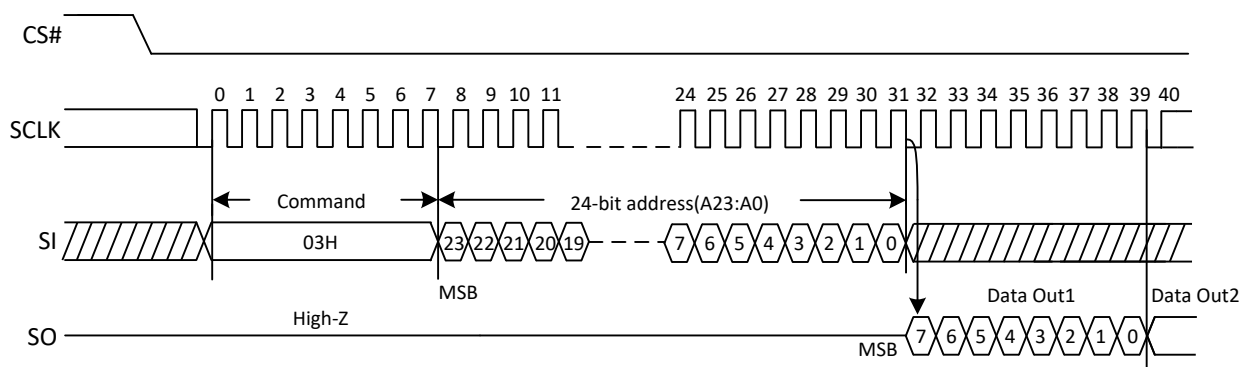 CS#
0 1 2 3 4 5 6 7 8 9 10 11 24 25 26 27 28 29 30 31 32 33 34 35 36 37 38 39 40
SCLK
Command 24-bit address(A23:A0)
SI 03H 23 22 21 20 19 7 6 5 4 3 2 1 0
MSB Data Out1 Data Out2
High-Z
SO MSB 7 6 5 4 3 2 1 0